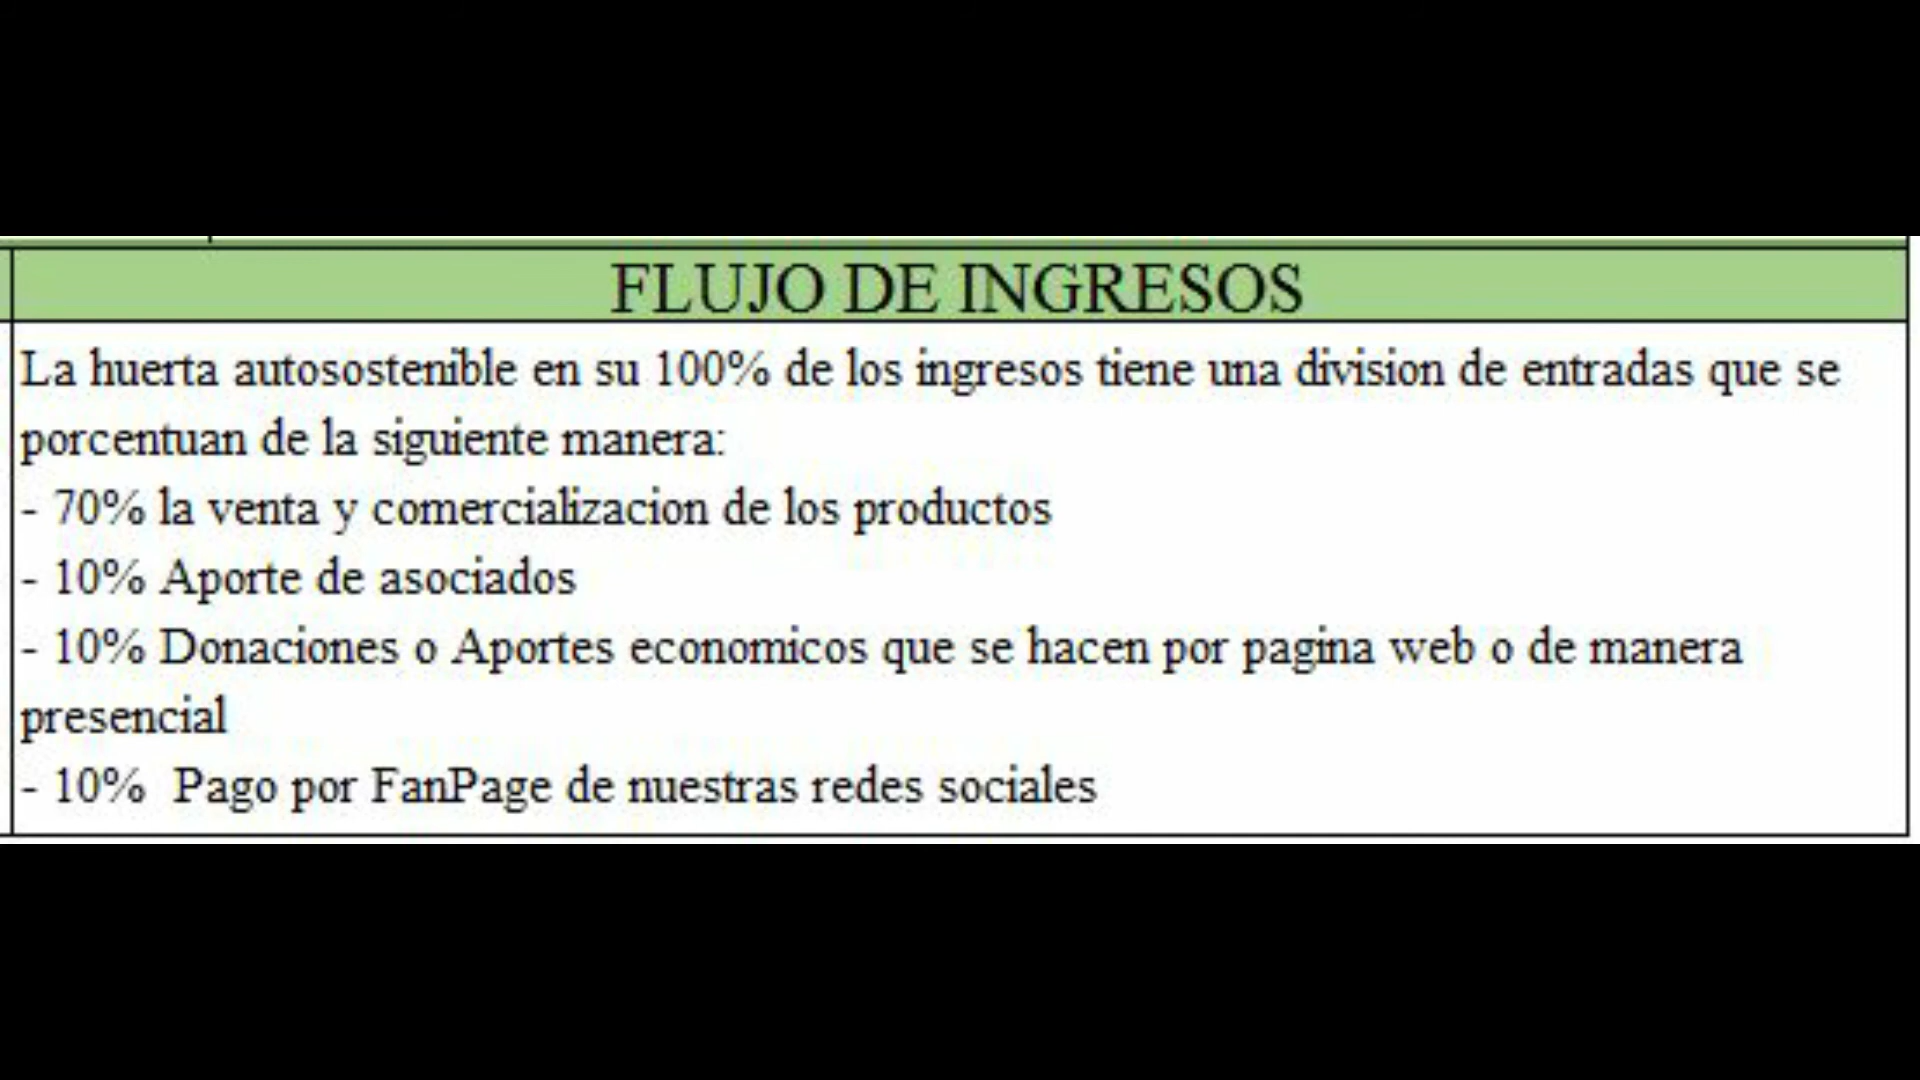 FLUJO DE INGRESOS
La huerta autosostenible en su 100% de los ingresos tiene una division de entradas que se
porcentuan de la siguiente manera:
- 70% la venta y comercializacion de los productos
- 10% Aporte de asociados
- 10% Donaciones o Aportes economicos que se hacen por pagina web o de manera
presencial
- 10%  Pago por FanPage de nuestras redes sociales